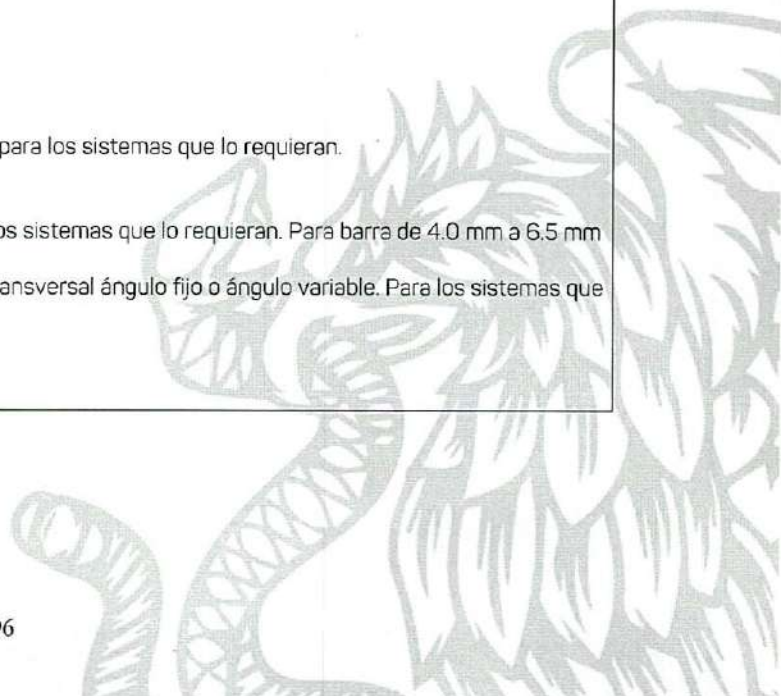 para los sistemas que lo requieran.
os sistemas que lo requieran. Para barra de 4.0 mm a 6.5 mm
ansversal ángulo fijo o ángulo variable. Para los sistemas que
6